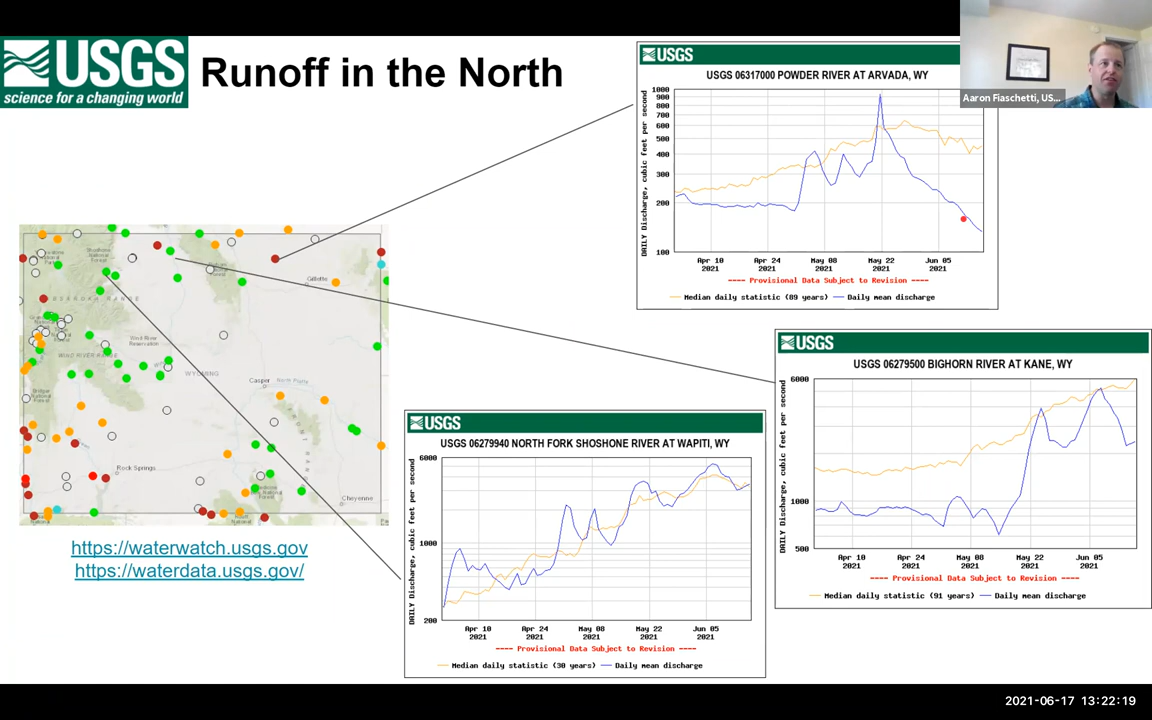 USGS
science for a changing world
Runoff in the North
USGS
USGS 06317000 POWDER RIVER AT ARVADA, WY
DAILY Discharge, cubic feet per second
1000
900
800
700
600
500
400
300
200
100
Apr 10 2021
Apr 24 2021
May 08 2021
May 22 2021
Jun 05 2021
---- Provisional Data Subject to Revision ----
Median daily statistic (89 years)
Daily mean discharge
Aaron Fiaschetti, US...
Gillette
Wind River Reservation
WIND RIVER RANGE
WYOMING
Casper
North Platte
Rock Springs
Cheyenne
https://waterwatch.usgs.gov
https://waterdata.usgs.gov/
USGS
USGS 06279500 BIGHORN RIVER AT KANE, WY
DAILY Discharge, cubic feet per second
6000
1000
500
Apr 10 2021
Apr 24 2021
May 08 2021
May 22 2021
Jun 05 2021
---- Provisional Data Subject to Revision ----
Median daily statistic (91 years)
Daily mean discharge
USGS
USGS 06279940 NORTH FORK SHOSHONE RIVER AT WAPITI, WY
DAILY Discharge, cubic feet per second
6000
1000
200
Apr 10 2021
Apr 24 2021
May 08 2021
May 22 2021
Jun 05 2021
---- Provisional Data Subject to Revision ----
Median daily statistic (30 years)
Daily mean discharge
2021-06-17 13:22:19